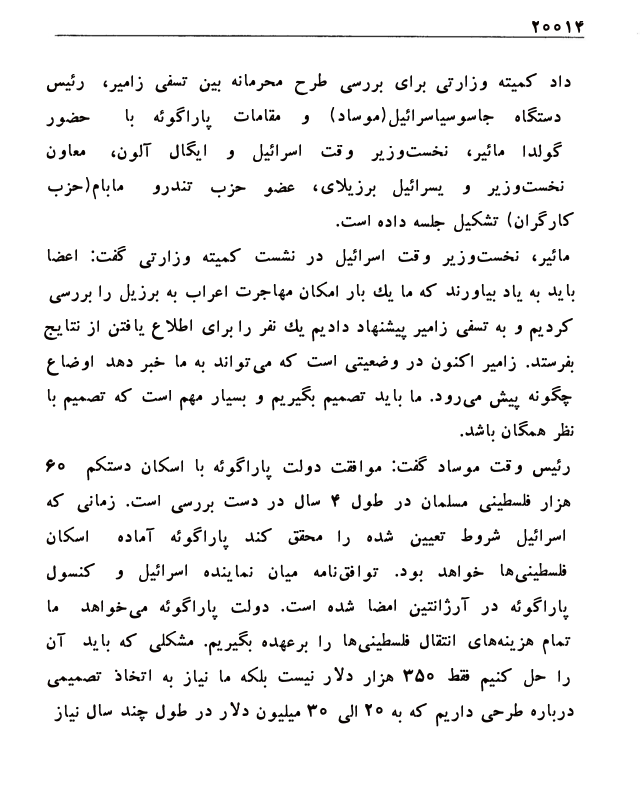 ۲۰۰۱۴
داد کمیته وزارتی برای بررسی طرح محرمانه بین تسفی زامیر، رئیس
دستگاه جاسوسیاسرائیل(موساد) و مقامات پاراگوئه با حضور
گولدا مائیر، نخست‌وزیر وقت اسرائیل و ایگال آلون، معاون
نخست‌وزیر و یسرائیل برزیلای، عضو حزب تندرو مابام(حزب
کارگران) تشکیل جلسه داده است.
مائیر، نخست‌وزیر وقت اسرائیل در نشست کمیته وزارتی گفت: اعضا
باید به یاد بیاورند که ما یك بار امکان مهاجرت اعراب به برزیل را بررسی
کردیم و به تسفی زامیر پیشنهاد دادیم یك نفر را برای اطلاع یافتن از نتایج
بفرستد. زامیر اکنون در وضعیتی است که می‌تواند به ما خبر دهد اوضاع
چگونه پیش می‌رود. ما باید تصمیم بگیریم و بسیار مهم است که تصمیم با
نظر همگان باشد.
رئیس وقت موساد گفت: موافقت دولت پاراگوئه با اسکان دستکم ۶۰
هزار فلسطینی مسلمان در طول ۴ سال در دست بررسی است. زمانی که
اسرائیل شروط تعیین شده را محقق کند پاراگوئه آماده اسکان
فلسطینی‌ها خواهد بود. توافق‌نامه میان نماینده اسرائیل و کنسول
پاراگوئه در آرژانتین امضا شده است. دولت پاراگوئه می‌خواهد ما
تمام هزینه‌های انتقال فلسطینی‌ها را برعهده بگیریم. مشکلی که باید آن
را حل کنیم فقط ۳۵۰ هزار دلار نیست بلکه ما نیاز به اتخاذ تصمیمی
درباره طرحی داریم که به ۲۰ الی ۳۰ میلیون دلار در طول چند سال نیاز